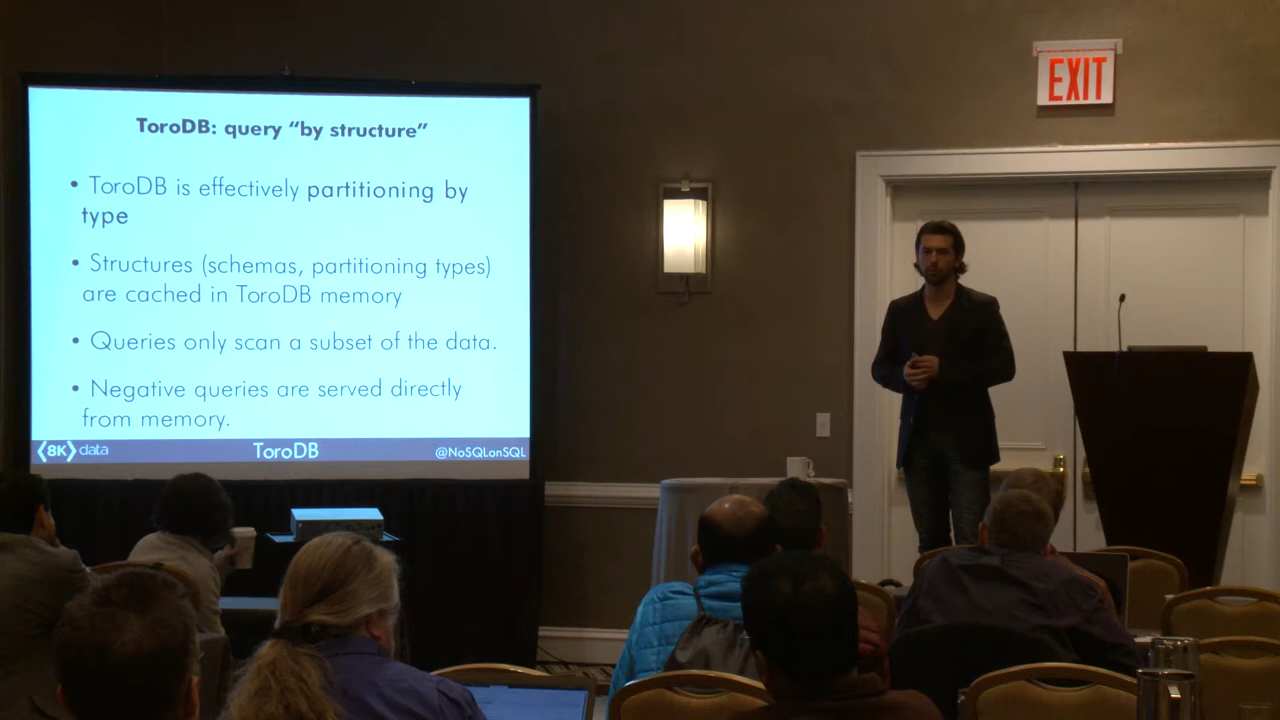 EXIT
ToroDB: query “by structure”
• ToroDB is effectively partitioning by
type
• Structures (schemas, partitioning types)
are cached in ToroDB memory
• Queries only scan a subset of the data.
• Negative queries are served directly
from memory.
8K data
ToroDB
@NoSQLonSQL